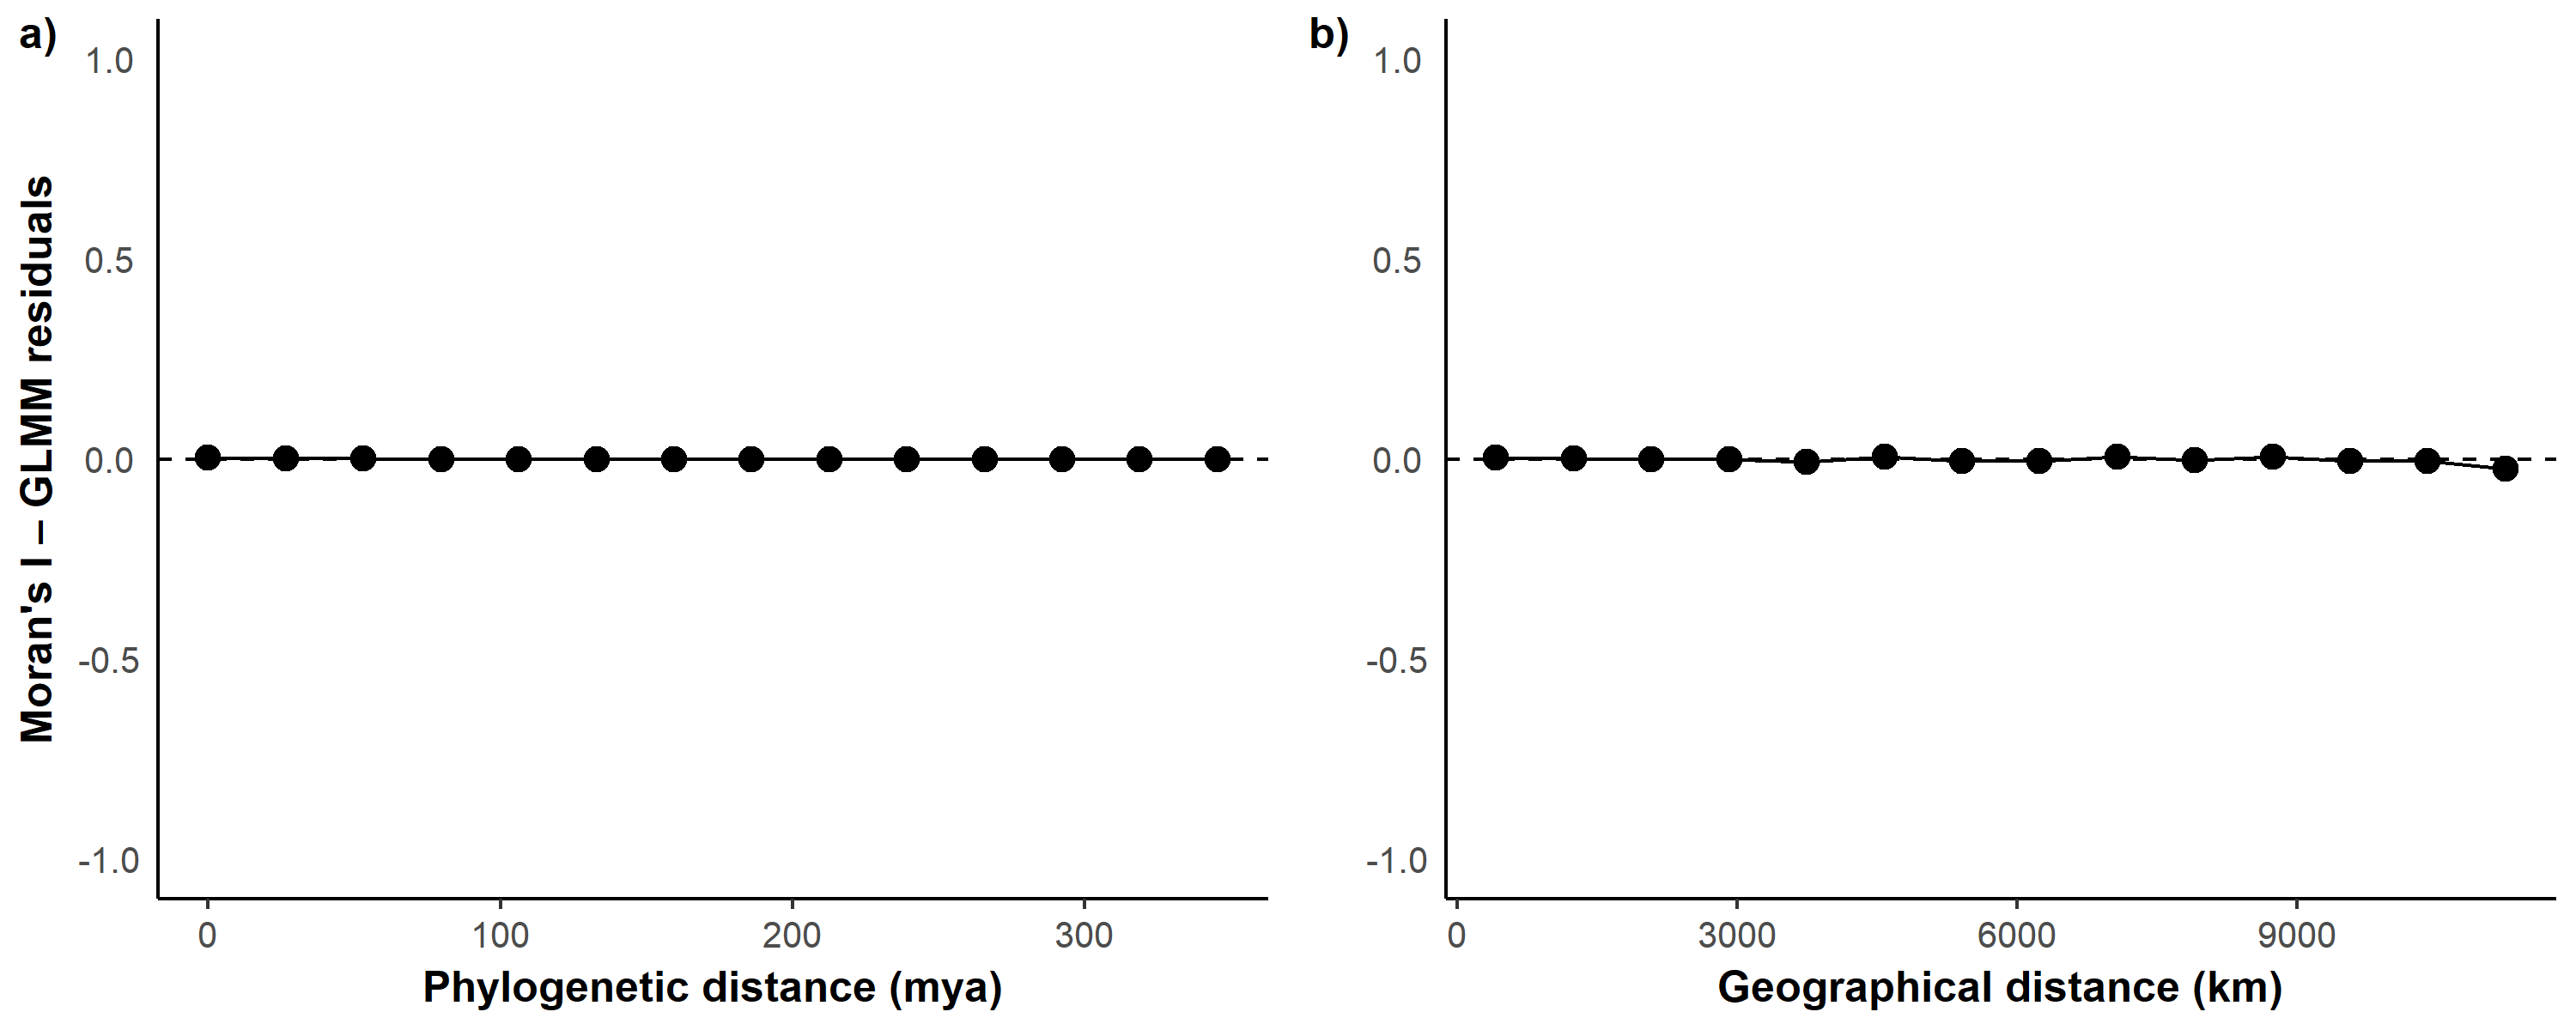 a)
Moran's I – GLMM residuals
1.0
0.5
0.0
-0.5
-1.0
0 100 200 300
Phylogenetic distance (mya)
b)
1.0
0.5
0.0
-0.5
-1.0
0 3000 6000 9000
Geographical distance (km)